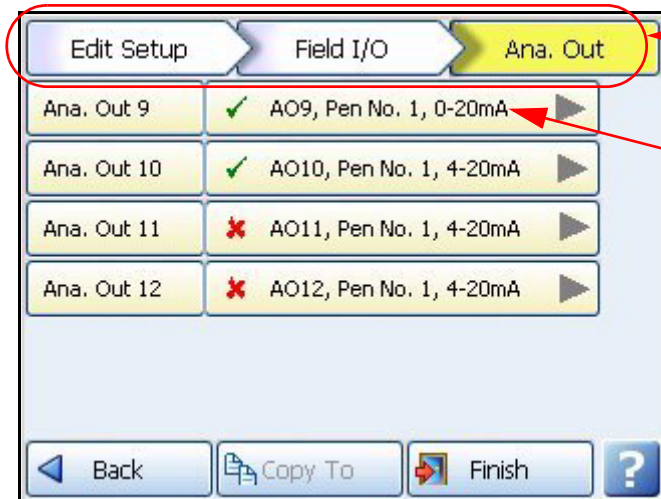 Edit Setup Field I/O Ana. Out
Ana. Out 9 AO9, Pen No. 1, 0-20mA
Ana. Out 10 AO10, Pen No. 1, 4-20mA
Ana. Out 11 AO11, Pen No. 1, 4-20mA
Ana. Out 12 AO12, Pen No. 1, 4-20mA
Back Copy To Finish ?